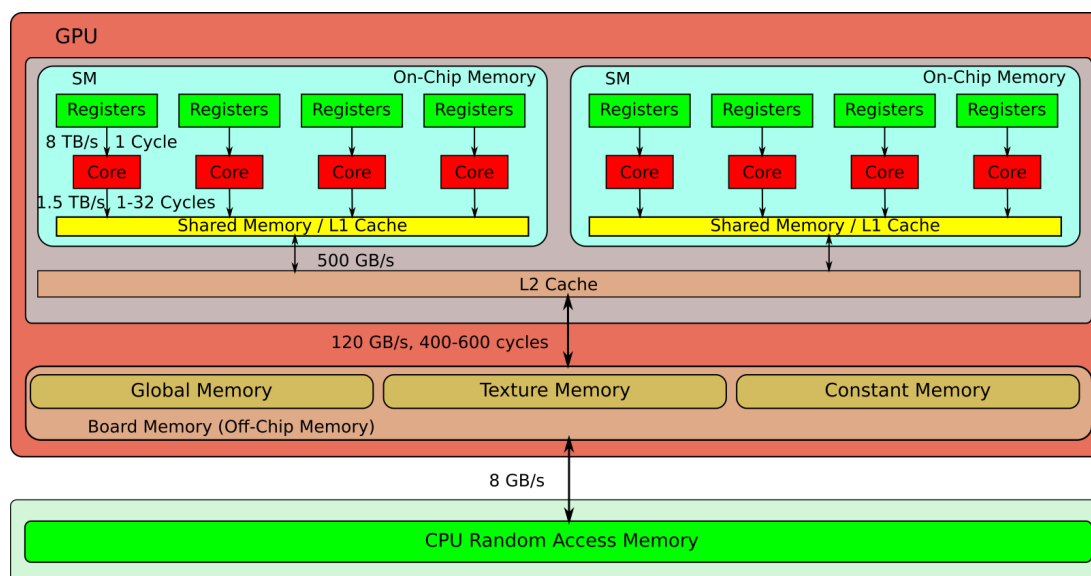 GPU
SM On-Chip Memory
SM On-Chip Memory
Registers Registers Registers Registers
Registers Registers Registers Registers
8 TB/s 1 Cycle
Core Core Core Core
Core Core Core Core
1.5 TB/s 1-32 Cycles
Shared Memory / L1 Cache
Shared Memory / L1 Cache
500 GB/s
L2 Cache
120 GB/s, 400-600 cycles
Global Memory Texture Memory Constant Memory
Board Memory (Off-Chip Memory)
8 GB/s
CPU Random Access Memory